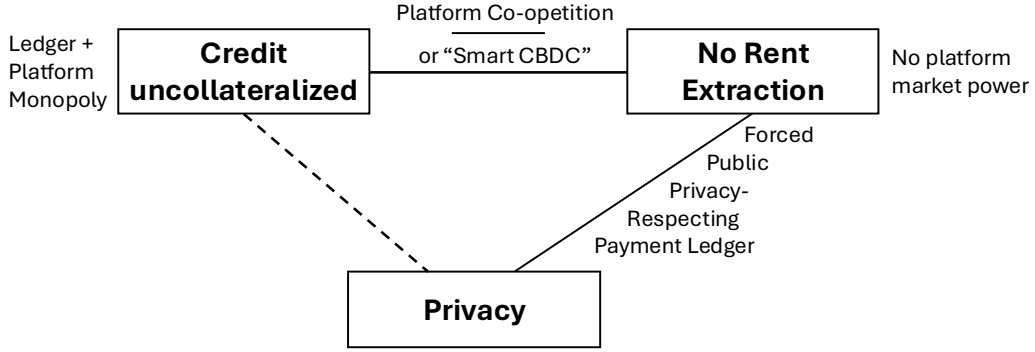 Platform Co-opetition
or “Smart CBDC”
Ledger +
Platform
Monopoly
Credit
uncollateralized
No Rent
Extraction
No platform
market power
Forced
Public
Privacy-
Respecting
Payment Ledger
Privacy